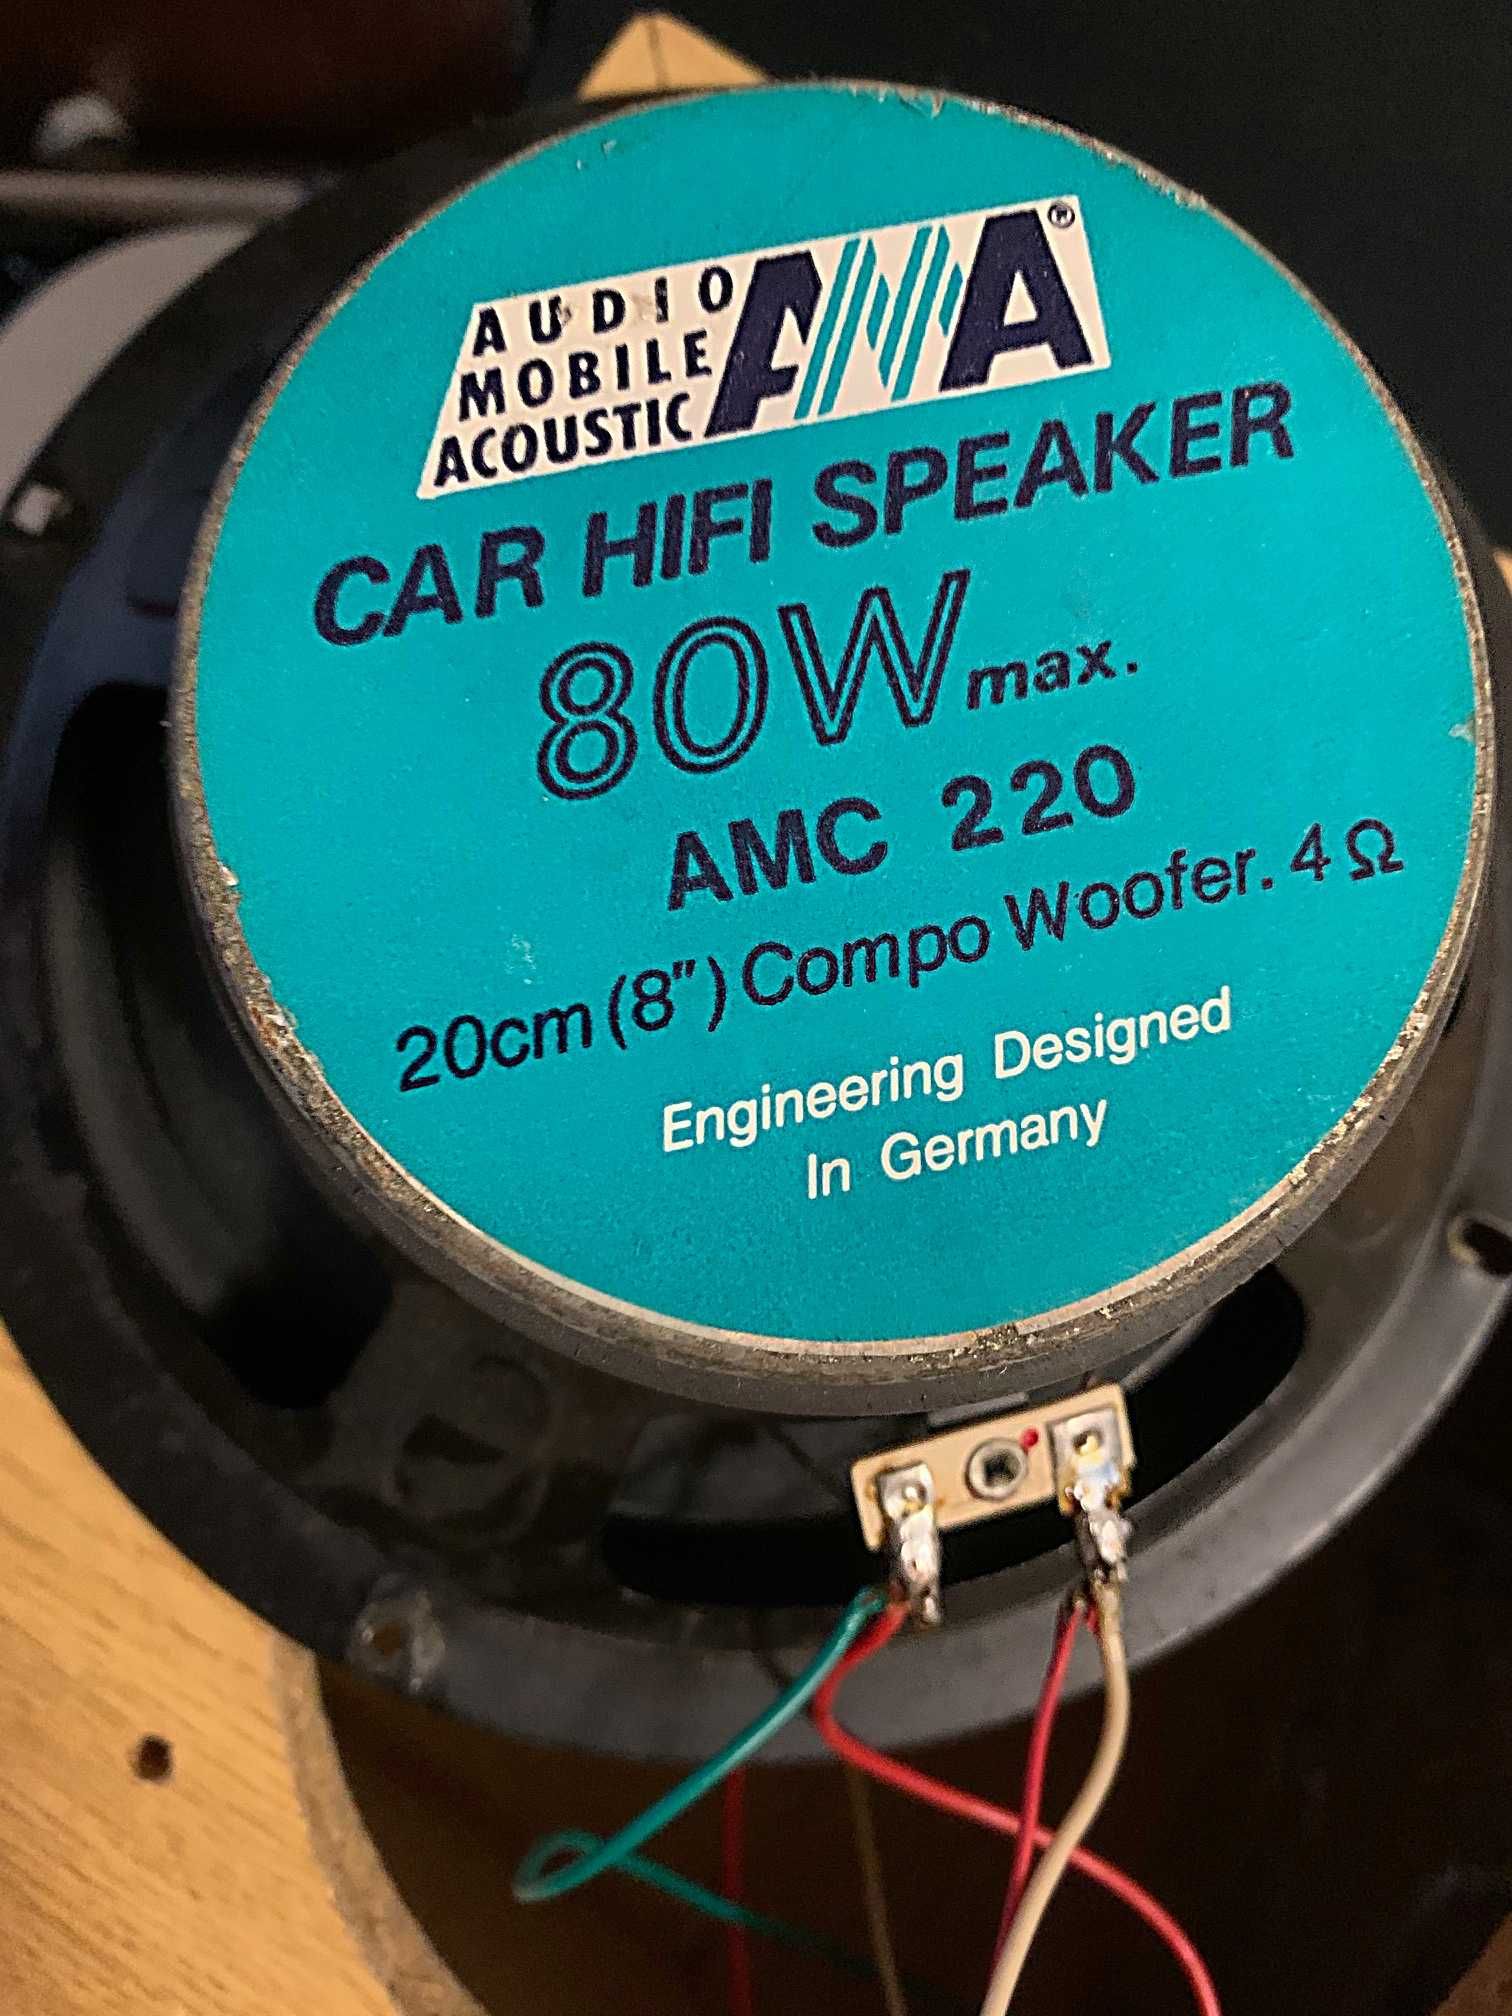 AUDIO
MOBILE
ACOUSTIC
AMA®
CAR HIFI SPEAKER
80W max.
AMC 220
20cm (8") Compo Woofer. 4 Ω
Engineering Designed
In Germany